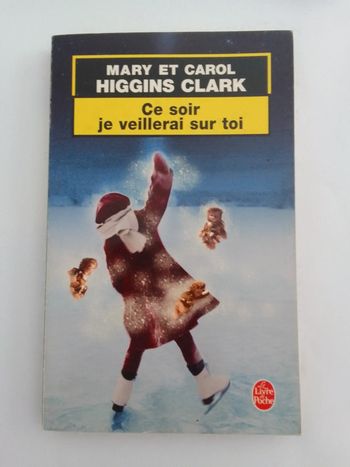 MARY ET CAROL
HIGGINS CLARK
Ce soir
je veillerai sur toi
Le
Livre
de
Poche